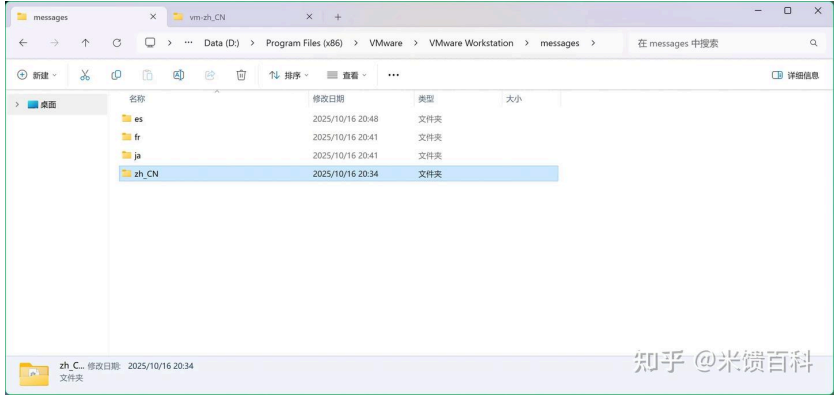 messages
vm-zh_CN
Data (D:) > Program Files (x86) > VMware > VMware Workstation > messages >
在 messages 中搜索
新建
排序
查看
详细信息
桌面
名称 修改日期 类型 大小
es 2025/10/16 20:48 文件夹
fr 2025/10/16 20:41 文件夹
ja 2025/10/16 20:41 文件夹
zh_CN 2025/10/16 20:34 文件夹
zh_C... 修改日期: 2025/10/16 20:34
文件夹
知乎 @米馈百科